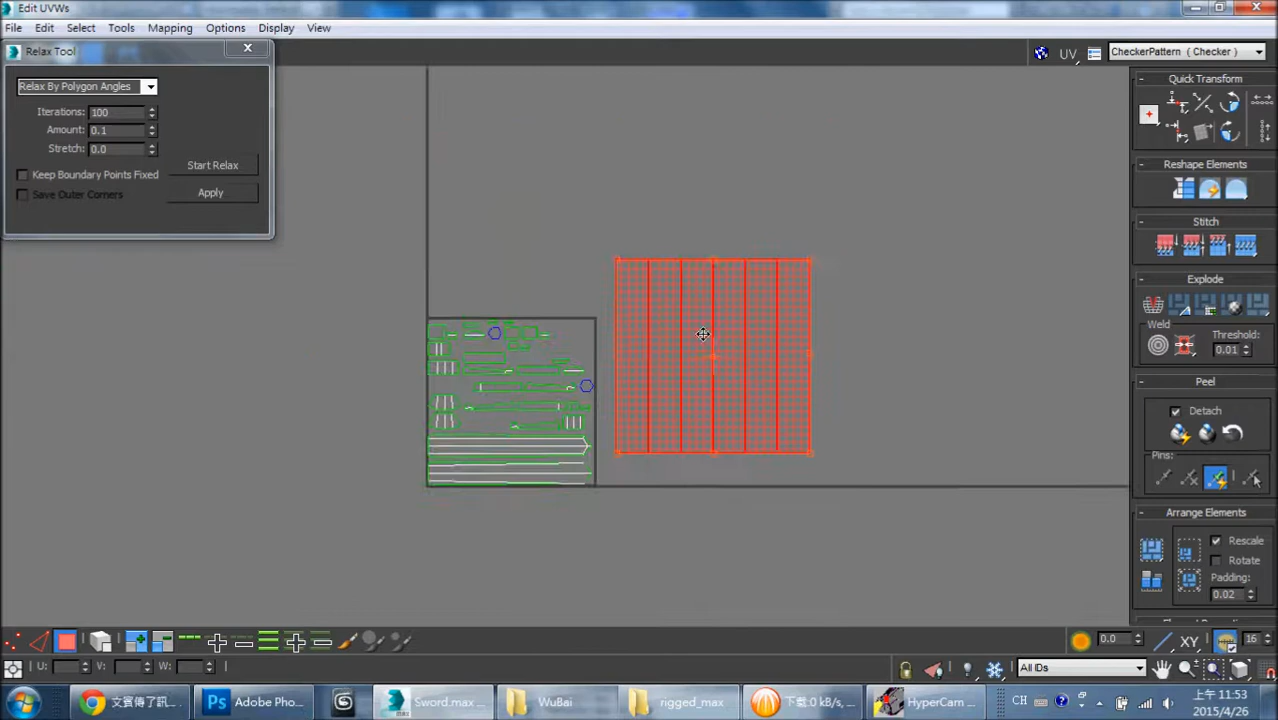 Edit UVWs
File Edit Select Tools Mapping Options Display View
Relax Tool
UV
CheckerPattern ( Checker )
Relax By Polygon Angles
Iterations: 100
Amount: 0.1
Stretch: 0.0
Start Relax
Keep Boundary Points Fixed
Save Outer Corners
Apply
Quick Transform
Reshape Elements
Stitch
Explode
Weld
Threshold:
0.01
Peel
Detach
Pins:
Arrange Elements
Rescale
Rotate
Padding:
0.02
0.0
XY
16
U: V: W:
All IDs
文賓傳了訊...
Adobe Pho...
Sword.max ...
WuBai
rigged_max
下载:0 kB/s, ...
HyperCam ...
CH
上午 11:53
2015/4/26